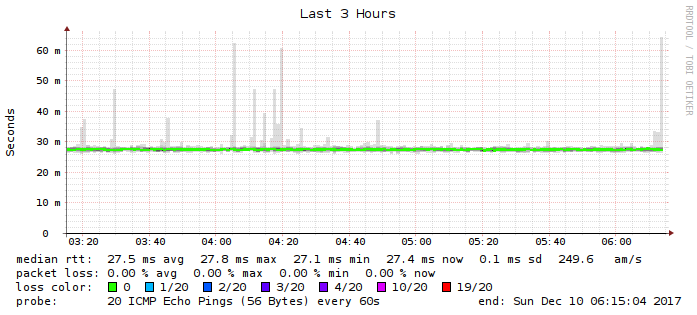 Last 3 Hours
RRDTOOL / TOBI OETIKER
Seconds
60 m
50 m
40 m
30 m
20 m
10 m
0
03:20 03:40 04:00 04:20 04:40 05:00 05:20 05:40 06:00
median rtt: 27.5 ms avg 27.8 ms max 27.1 ms min 27.4 ms now 0.1 ms sd 249.6 am/s
packet loss: 0.00 % avg 0.00 % max 0.00 % min 0.00 % now
loss color: 0 1/20 2/20 3/20 4/20 10/20 19/20
probe: 20 ICMP Echo Pings (56 Bytes) every 60s end: Sun Dec 10 06:15:04 2017